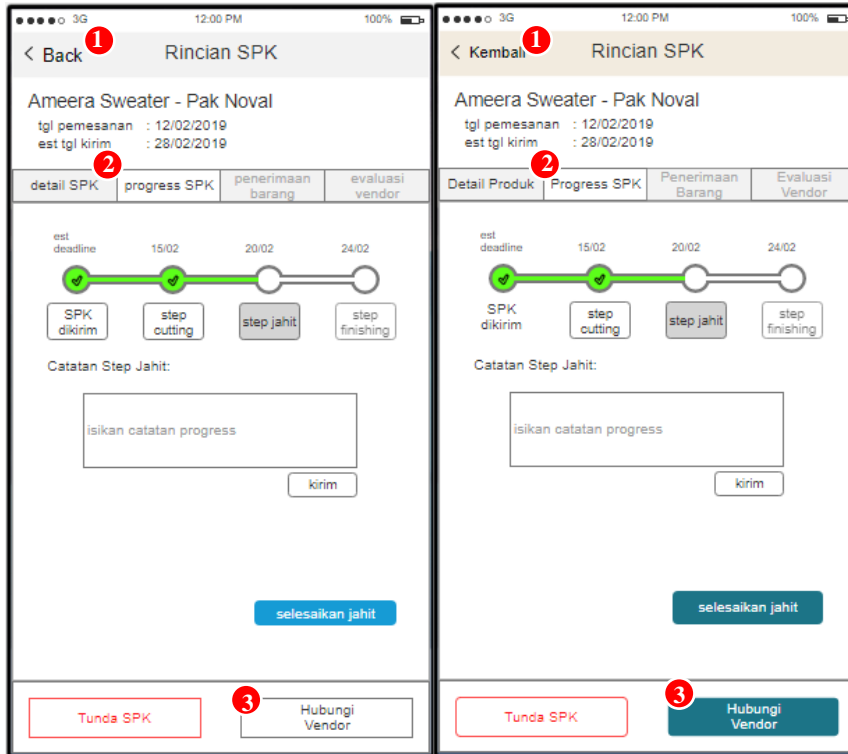 3G 12:00 PM 100%
< Back 1 Rincian SPK
Ameera Sweater - Pak Noval
tgl pemesanan : 12/02/2019
est tgl kirim : 28/02/2019
2
detail SPK
progress SPK
penerimaan
barang
evaluasi
vendor
est
deadline
15/02
20/02
24/02
SPK
dikirim
step
cutting
step jahit
step
finishing
Catatan Step Jahit:
isikan catatan progress
kirim
selesaikan jahit
Tunda SPK
3
Hubungi
Vendor
3G 12:00 PM 100%
< Kembali 1 Rincian SPK
Ameera Sweater - Pak Noval
tgl pemesanan : 12/02/2019
est tgl kirim : 28/02/2019
2
Detail Produk
Progress SPK
Penerimaan
Barang
Evaluasi
Vendor
est
deadline
15/02
20/02
24/02
SPK
dikirim
step
cutting
step jahit
step
finishing
Catatan Step Jahit:
isikan catatan progress
kirim
selesaikan jahit
Tunda SPK
3
Hubungi
Vendor